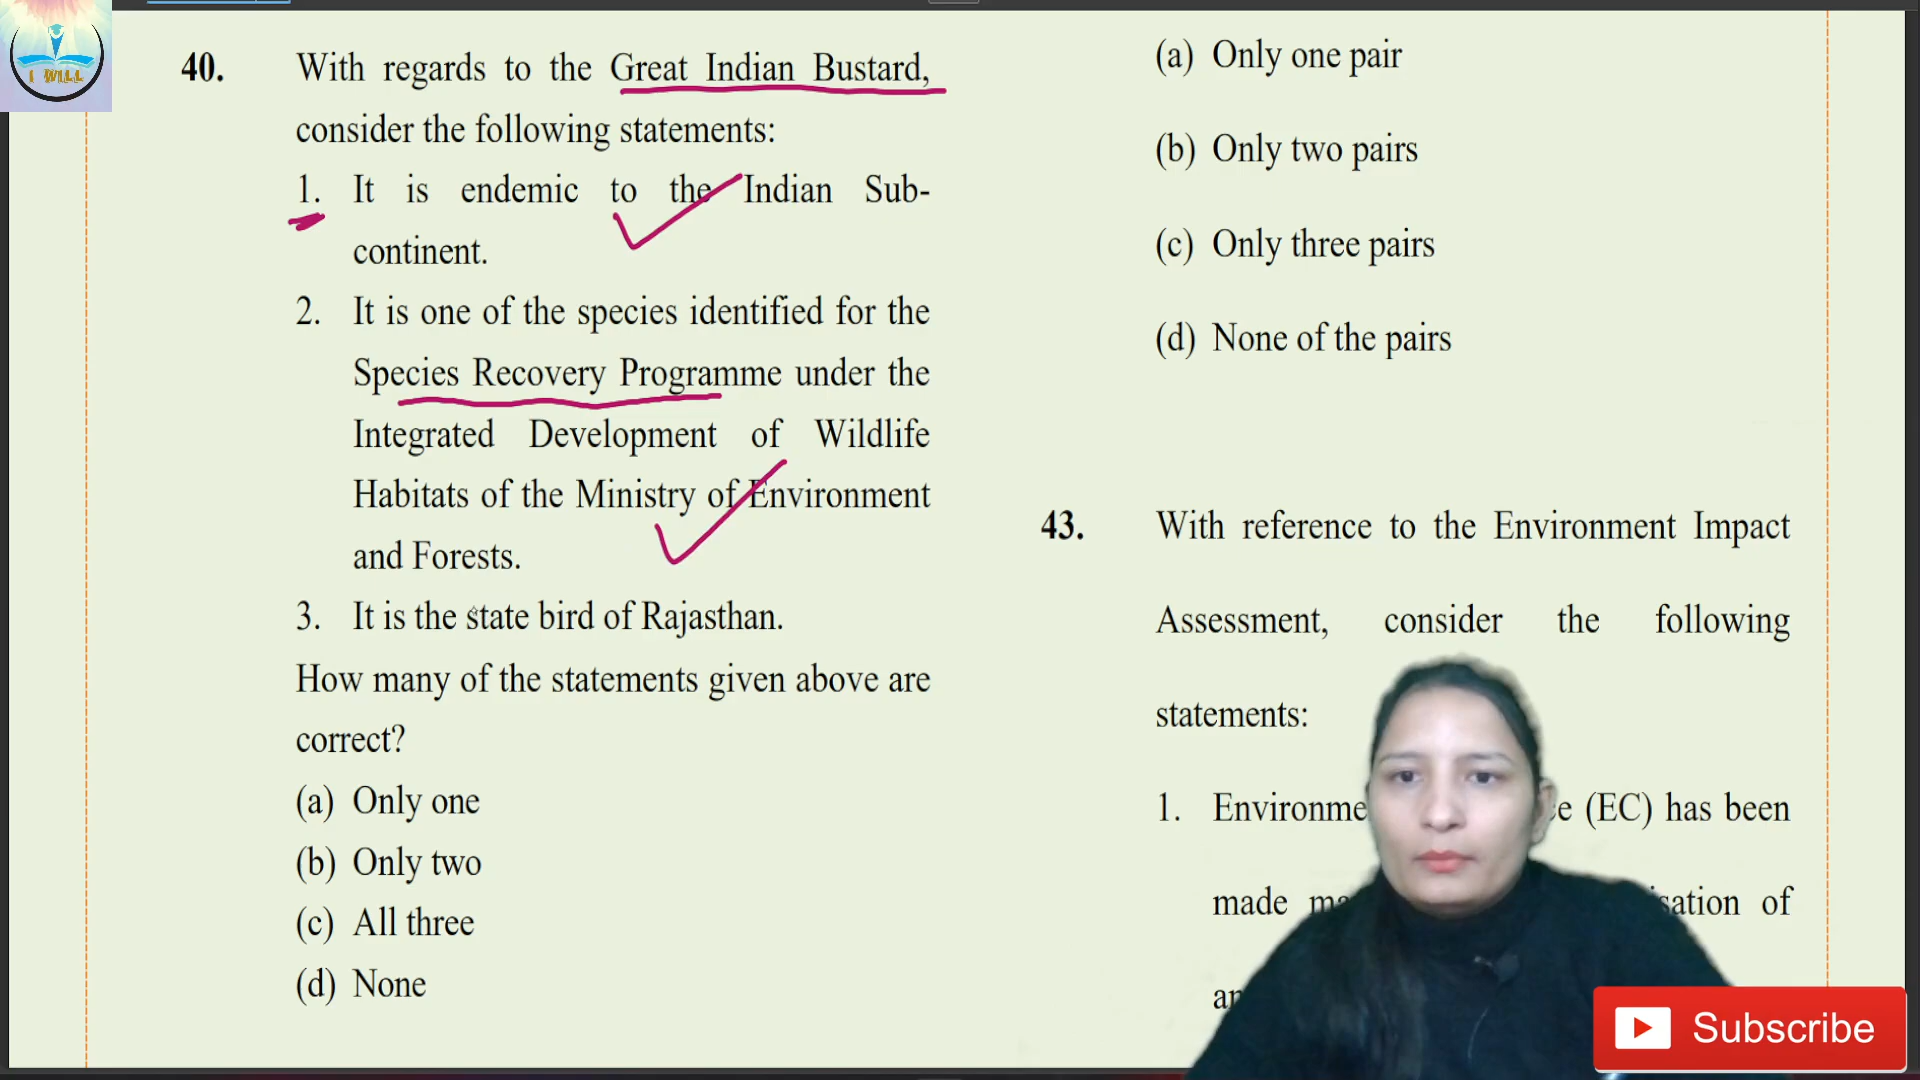 I WILL
40. With regards to the Great Indian Bustard,
consider the following statements:
1. It is endemic to the Indian Sub-
continent.
2. It is one of the species identified for the
Species Recovery Programme under the
Integrated Development of Wildlife
Habitats of the Ministry of Environment
and Forests.
3. It is the state bird of Rajasthan.
How many of the statements given above are
correct?
(a) Only one
(b) Only two
(c) All three
(d) None
(a) Only one pair
(b) Only two pairs
(c) Only three pairs
(d) None of the pairs
43. With reference to the Environment Impact
Assessment, consider the following
statements:
1. (EC) has been
made of
Subscribe